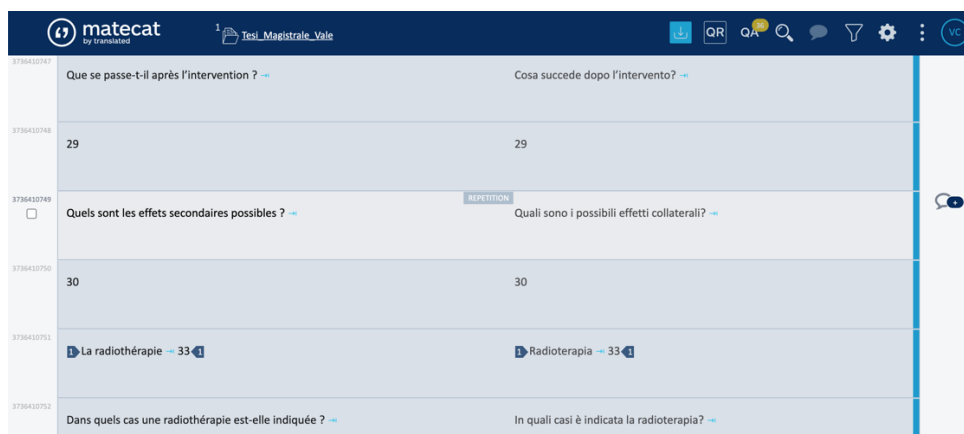 matecat
by translated
1 Tesi_Magistrale_Vale
QR QA 36 VC
3736410747
Que se passe-t-il après l'intervention ? ⇥ Cosa succede dopo l'intervento? ⇥
3736410748
29 29
REPETITION
3736410749
Quels sont les effets secondaires possibles ? ⇥ Quali sono i possibili effetti collaterali? ⇥
3736410750
30 30
3736410751
1 La radiothérapie ⇥ 33 1 1 Radioterapia ⇥ 33 1
3736410752
Dans quels cas une radiothérapie est-elle indiquée ? ⇥ In quali casi è indicata la radioterapia? ⇥